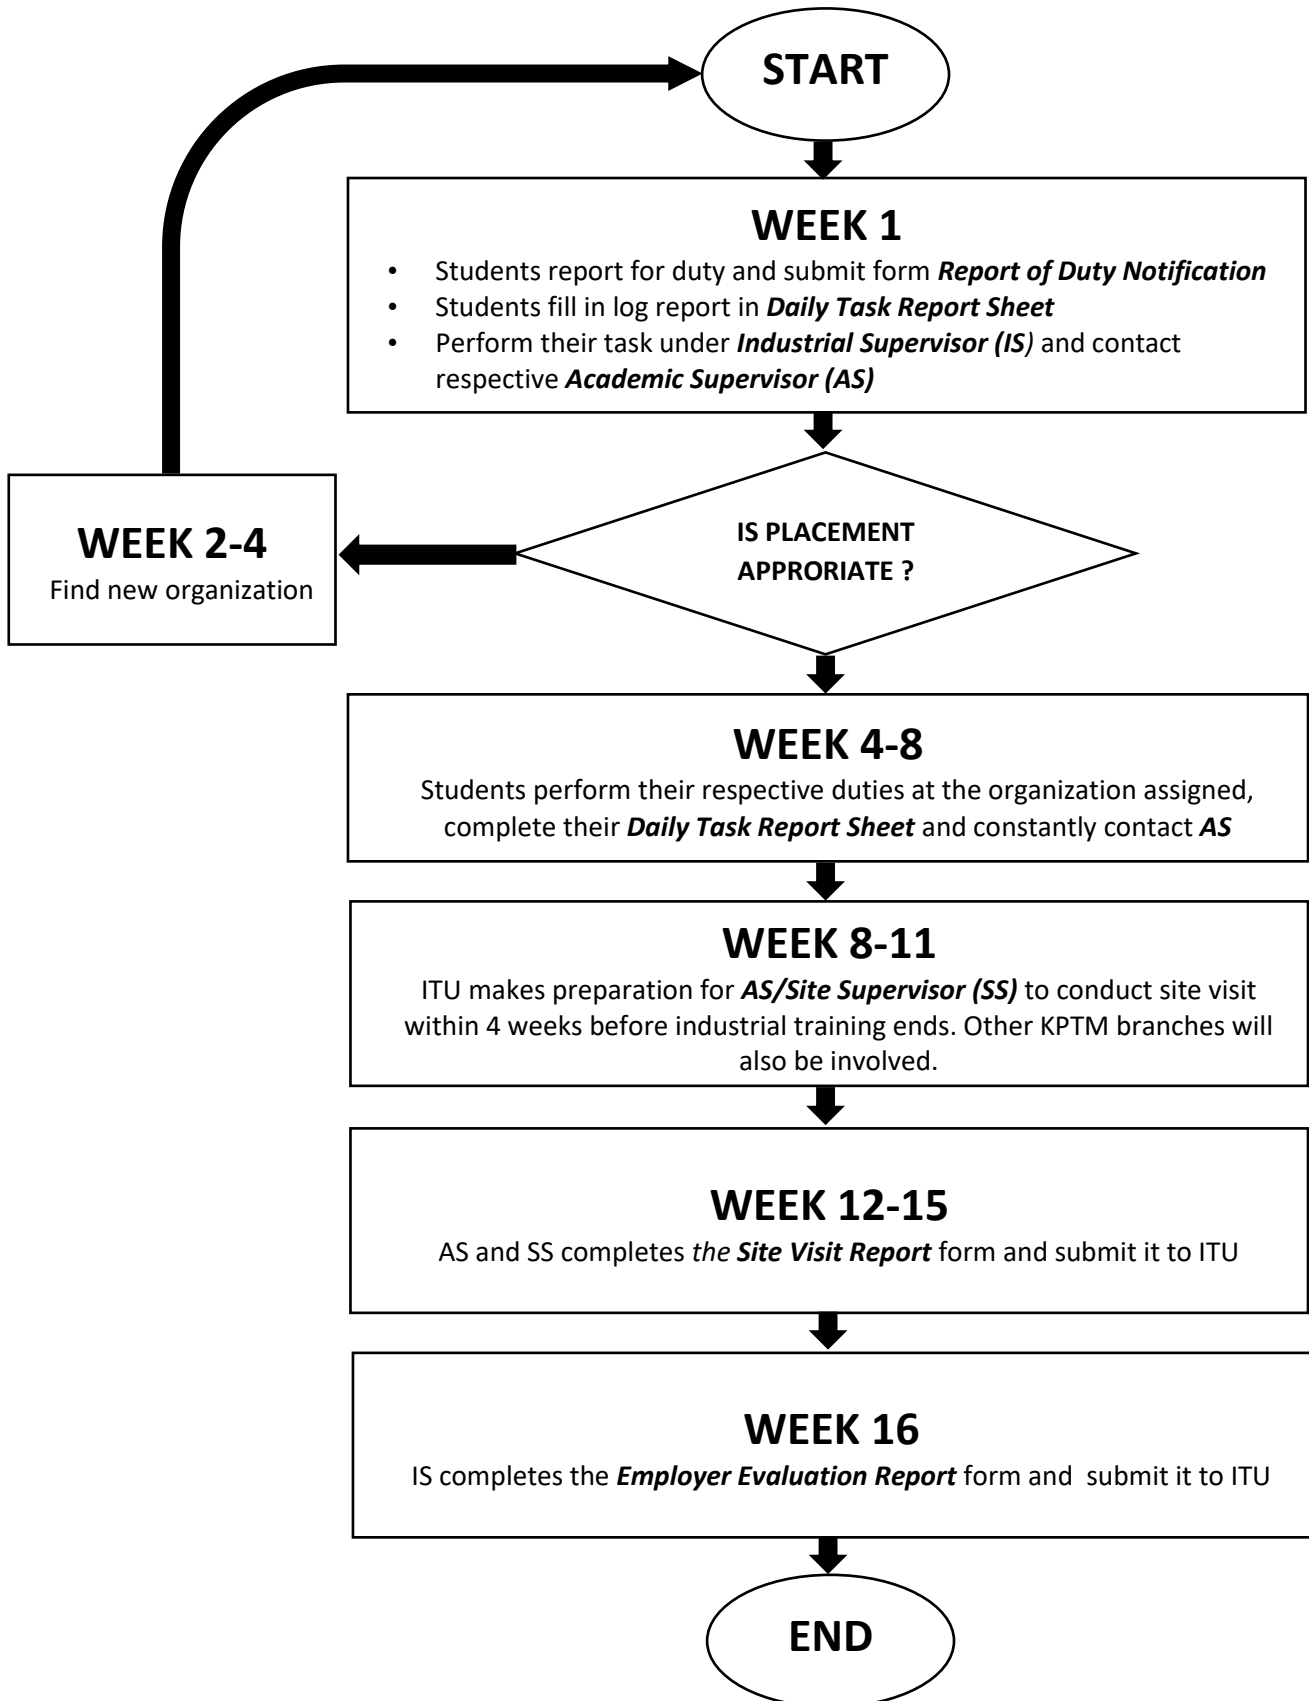 START
WEEK 1
• Students report for duty and submit form Report of Duty Notification
• Students fill in log report in Daily Task Report Sheet
• Perform their task under Industrial Supervisor (IS) and contact
respective Academic Supervisor (AS)
IS PLACEMENT
APPRORIATE ?
WEEK 2-4
Find new organization
WEEK 4-8
Students perform their respective duties at the organization assigned,
complete their Daily Task Report Sheet and constantly contact AS
WEEK 8-11
ITU makes preparation for AS/Site Supervisor (SS) to conduct site visit
within 4 weeks before industrial training ends. Other KPTM branches will
also be involved.
WEEK 12-15
AS and SS completes the Site Visit Report form and submit it to ITU
WEEK 16
IS completes the Employer Evaluation Report form and submit it to ITU
END